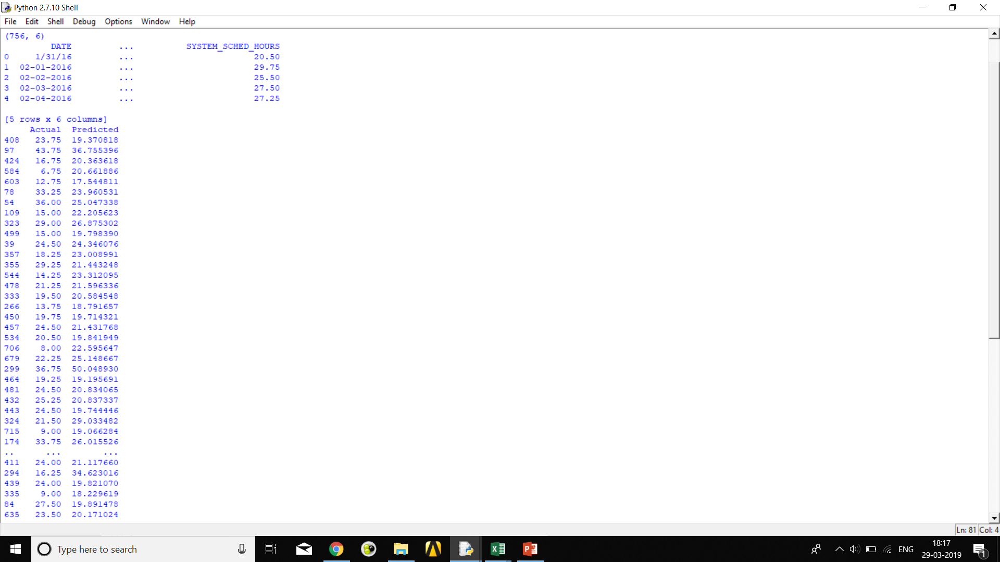 Python 2.7.10 Shell
File Edit Shell Debug Options Window Help
(756, 6)
DATE ... SYSTEM_SCHED_HOURS
0 1/31/16 ... 20.50
1 02-01-2016 ... 29.75
2 02-02-2016 ... 25.50
3 02-03-2016 ... 27.50
4 02-04-2016 ... 27.25
[5 rows x 6 columns]
Actual Predicted
408 23.75 19.370818
97 43.75 36.755396
424 16.75 20.363618
584 6.75 20.661886
603 12.75 17.544811
78 33.25 23.960531
54 36.00 25.047338
109 15.00 22.205623
323 29.00 26.875302
499 15.00 19.798390
39 24.50 24.346076
357 18.25 23.008991
355 29.25 21.443248
544 14.25 23.312095
478 21.25 21.596336
333 19.50 20.584548
266 13.75 18.791657
450 19.75 19.714321
457 24.50 21.431768
534 20.50 19.841949
706 8.00 22.595647
679 22.25 25.148667
299 36.75 50.048930
464 19.25 19.195691
481 24.50 20.834065
432 25.25 20.837337
443 24.50 19.744446
324 21.50 29.033482
715 9.00 19.066284
174 33.75 26.015526
.. ... ...
411 24.00 21.117660
294 16.25 34.623016
439 24.00 19.821070
335 9.00 18.229619
84 27.50 19.891478
635 23.50 20.171024
Ln: 81 Col: 4
Type here to search
ENG
18:17
29-03-2019
1